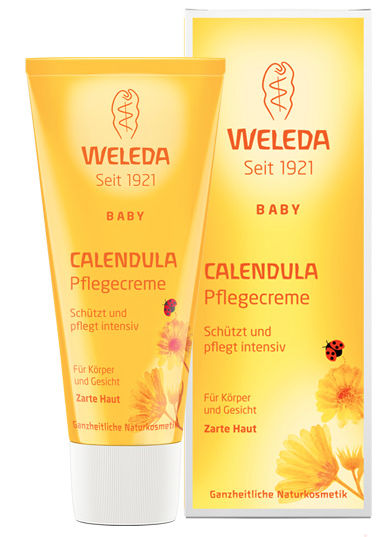 WELEDA
Seit 1921
BABY
CALENDULA
Pflegecreme
Schützt und
pflegt intensiv
Für Körper
und Gesicht
Zarte Haut
Ganzheitliche Naturkosmetik
WELEDA
Seit 1921
BABY
CALENDULA
Pflegecreme
Schützt und
pflegt intensiv
Für Körper
und Gesicht
Zarte Haut
Ganzheitliche Naturkosmetik